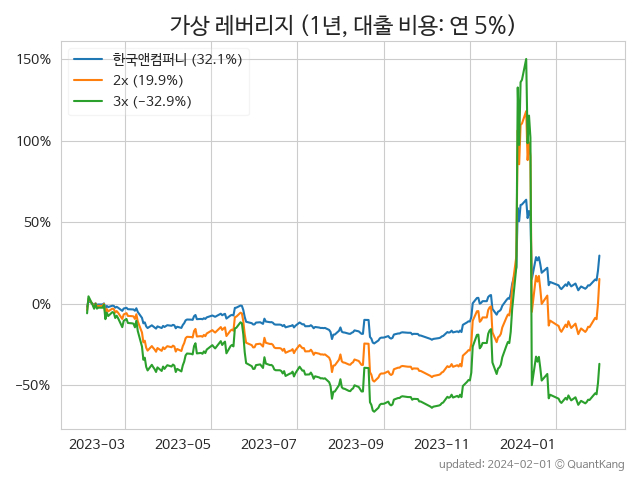 가상 레버리지 (1년, 대출 비용: 연 5%)
한국앤컴퍼니 (32.1%)
2x (19.9%)
3x (−32.9%)
150%
100%
50%
0%
−50%
2023-03 2023-05 2023-07 2023-09 2023-11 2024-01
updated: 2024-02-01 © QuantKang